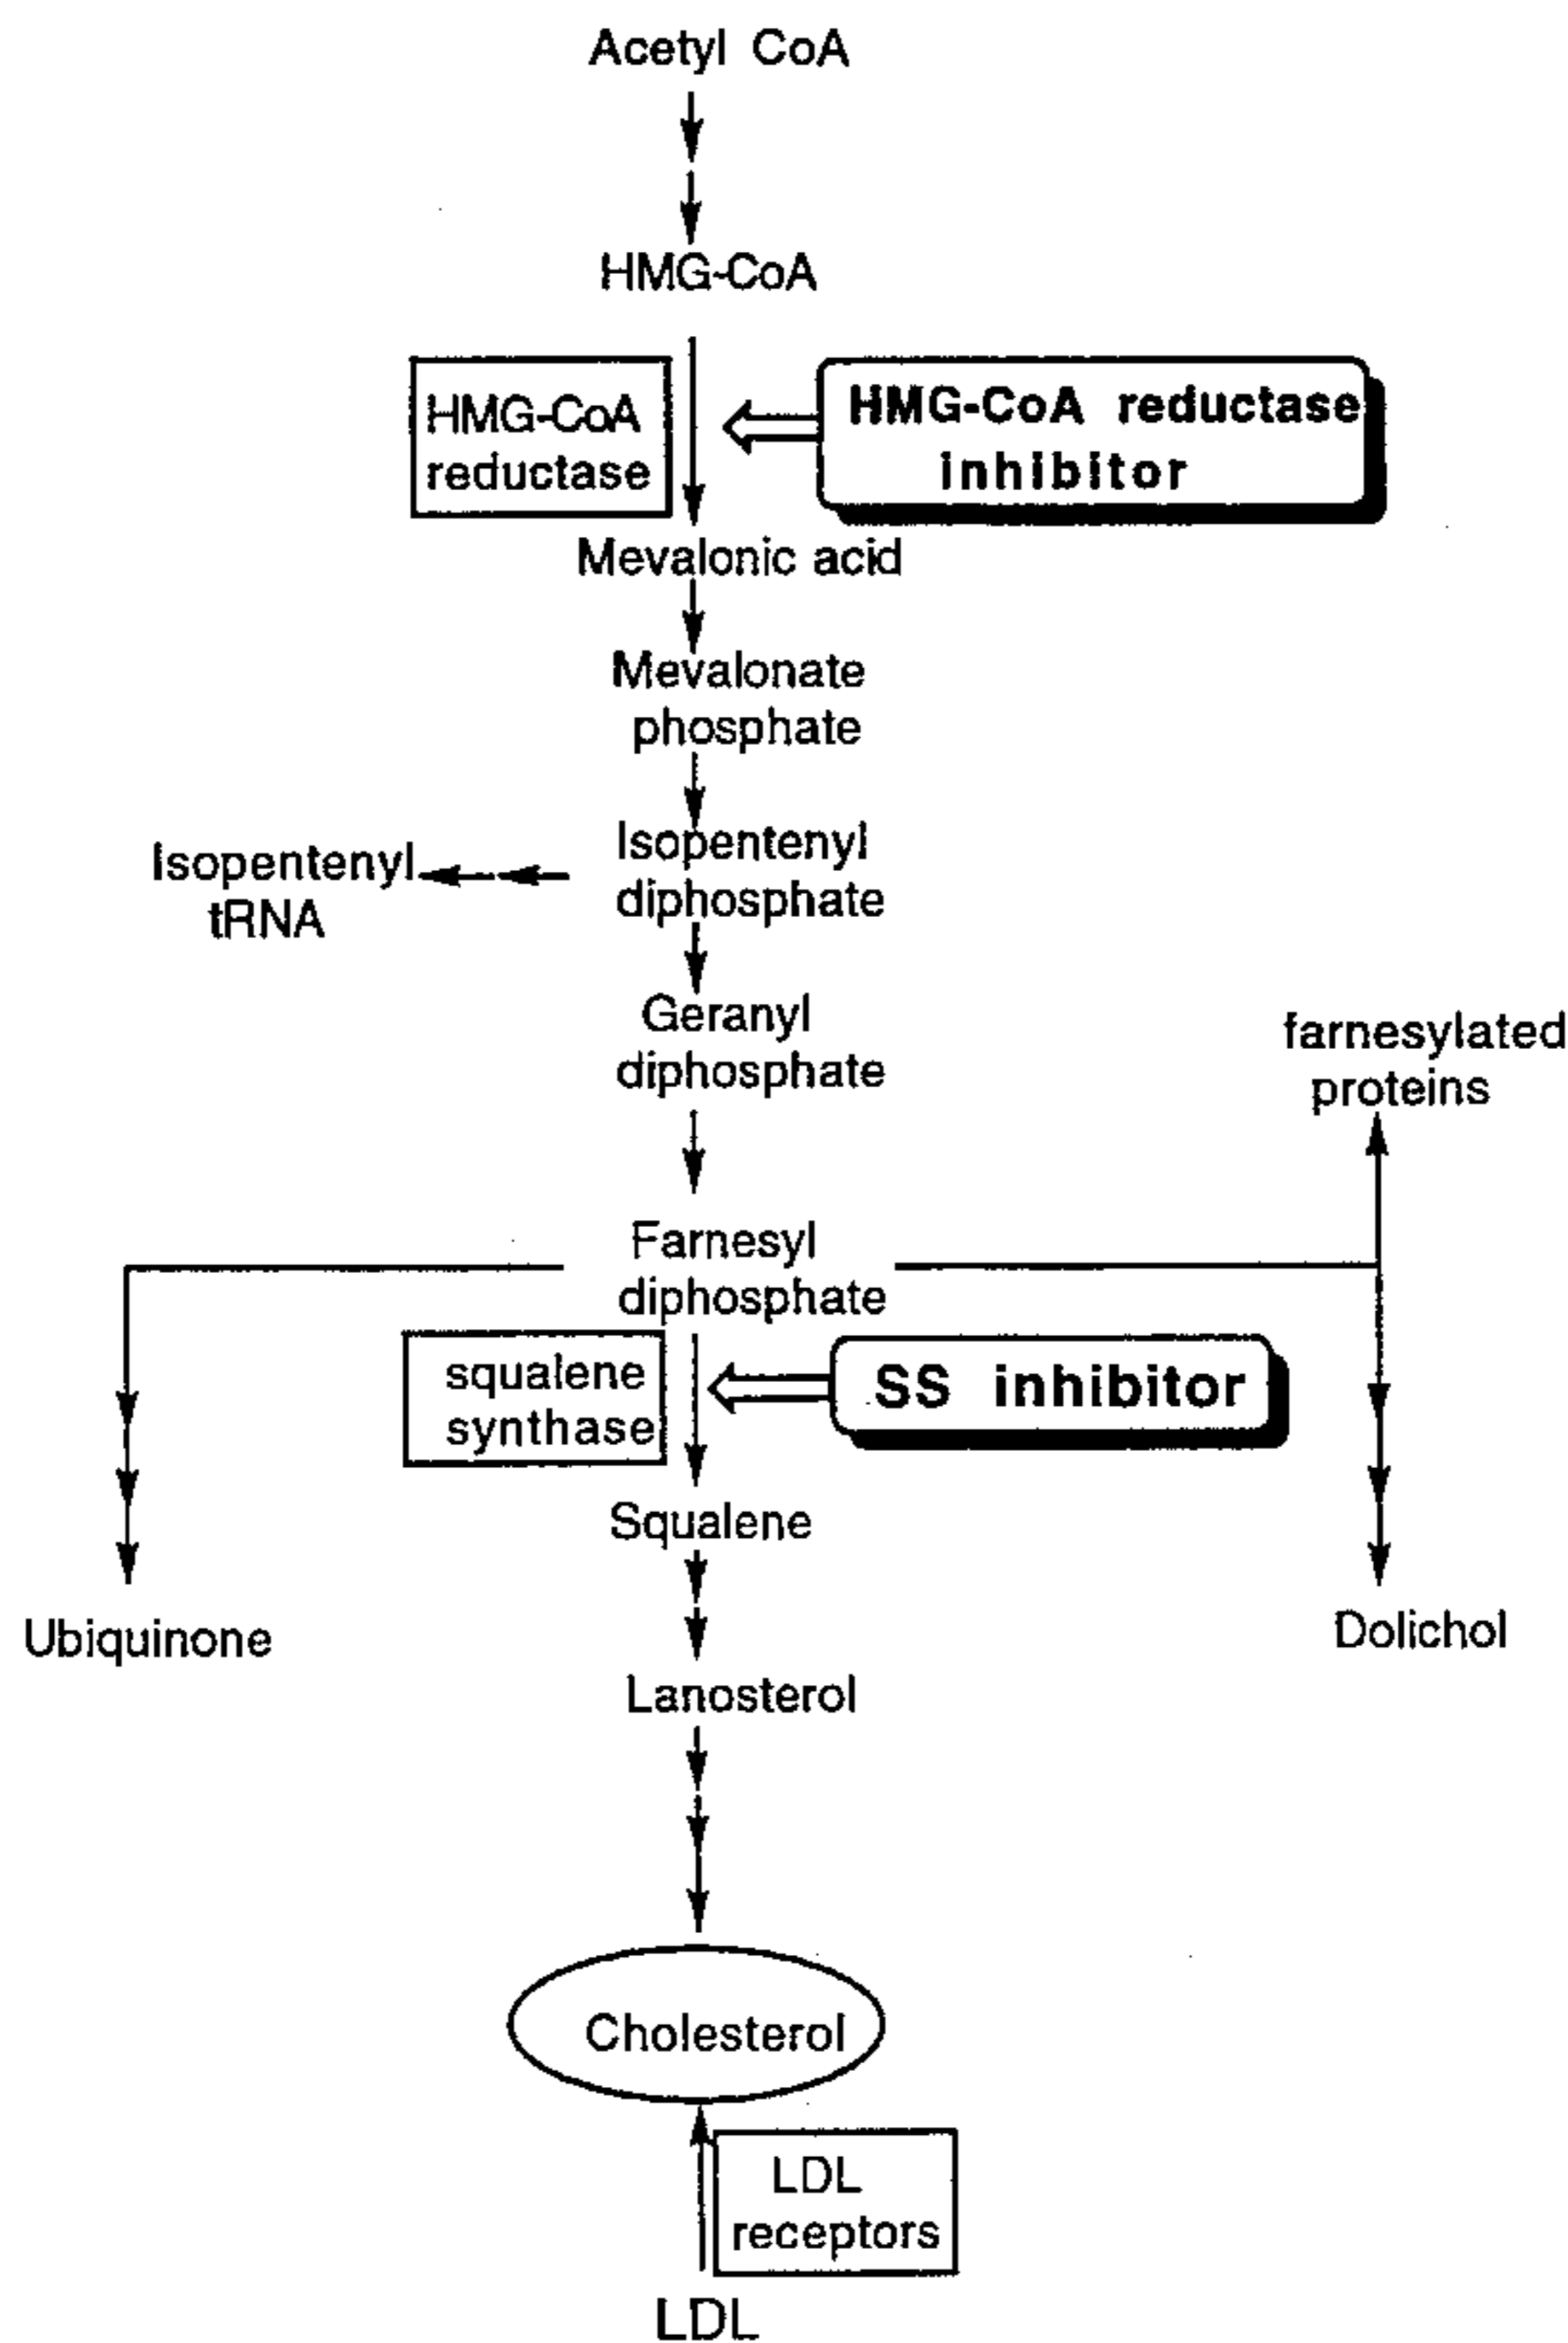 Acetyl CoA
HMG-CoA
HMG-CoA
reductase
HMG-CoA reductase
inhibitor
Mevalonic acid
Mevalonate
phosphate
Isopentenyl
diphosphate
Isopentenyl
tRNA
Geranyl
diphosphate
farnesylated
proteins
Farnesyl
diphosphate
squalene
synthase
SS inhibitor
Squalene
Ubiquinone
Dolichol
Lanosterol
Cholesterol
LDL
receptors
LDL